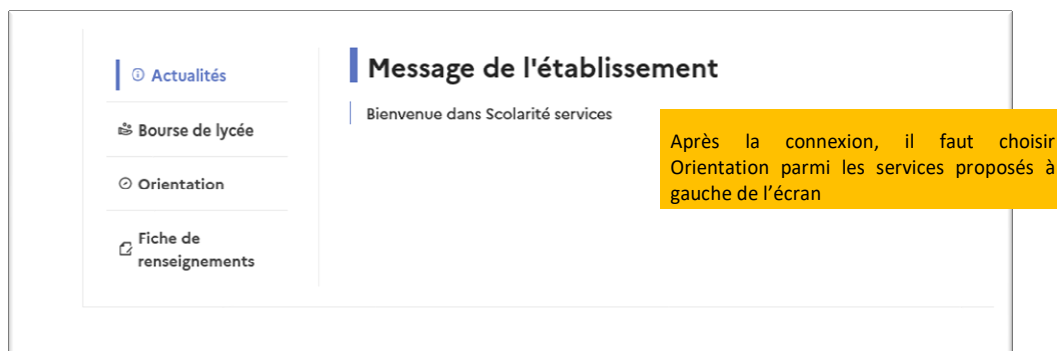 Actualités
Bourse de lycée
Orientation
Fiche de
renseignements
Message de l'établissement
Bienvenue dans Scolarité services
Après la connexion, il faut choisir
Orientation parmi les services proposés à
gauche de l’écran